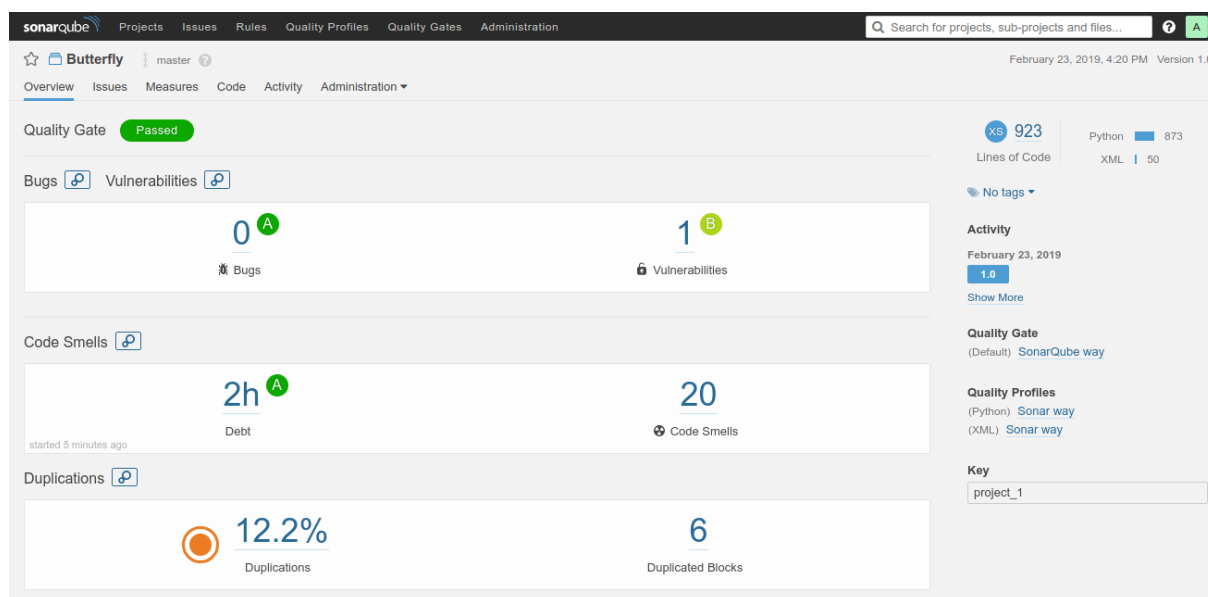 sonarqube Projects Issues Rules Quality Profiles Quality Gates Administration Search for projects, sub-projects and files... ? A
Butterfly master ? February 23, 2019, 4:20 PM Version 1.0
Overview Issues Measures Code Activity Administration
Quality Gate Passed
Bugs Vulnerabilities
0 A
Bugs
1 B
Vulnerabilities
Code Smells
2h A
Debt
started 5 minutes ago
20
Code Smells
Duplications
12.2%
Duplications
6
Duplicated Blocks
XS 923
Lines of Code
Python 873
XML 50
No tags
Activity
February 23, 2019
1.0
Show More
Quality Gate
(Default) SonarQube way
Quality Profiles
(Python) Sonar way
(XML) Sonar way
Key
project_1